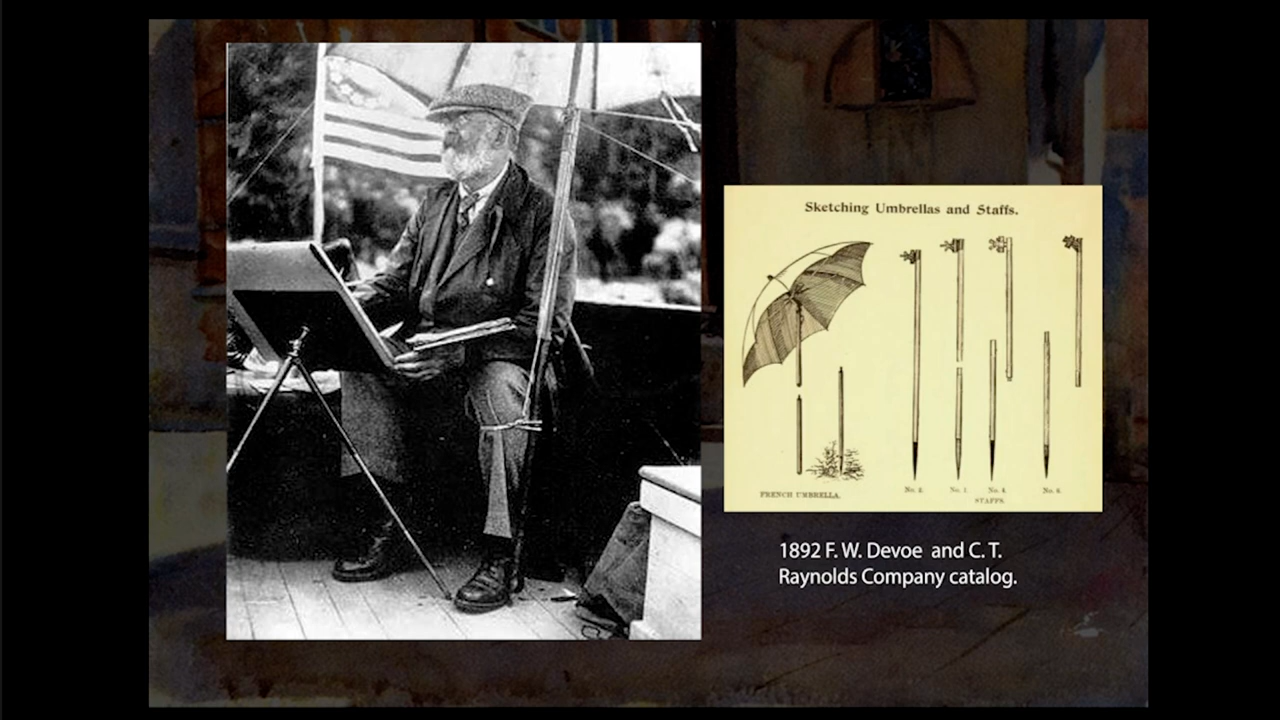 Sketching Umbrellas and Staffs.
FRENCH UMBRELLA.
No. 2. No. 1. No. 4. No. 6.
STAFFS.
1892 F. W. Devoe and C. T.
Raynolds Company catalog.